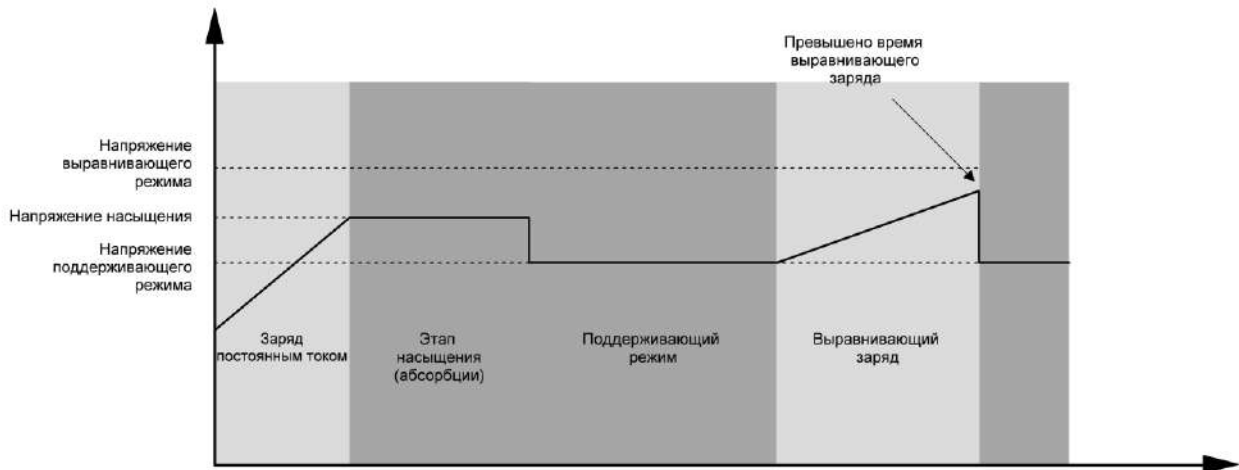 Превышено время
выравнивающего
заряда
Напряжение
выравнивающего
режима
Напряжение насыщения
Напряжение
поддерживающего
режима
Заряд
постоянным током
Этап
насыщения
(абсорбции)
Поддерживающий
режим
Выравнивающий
заряд